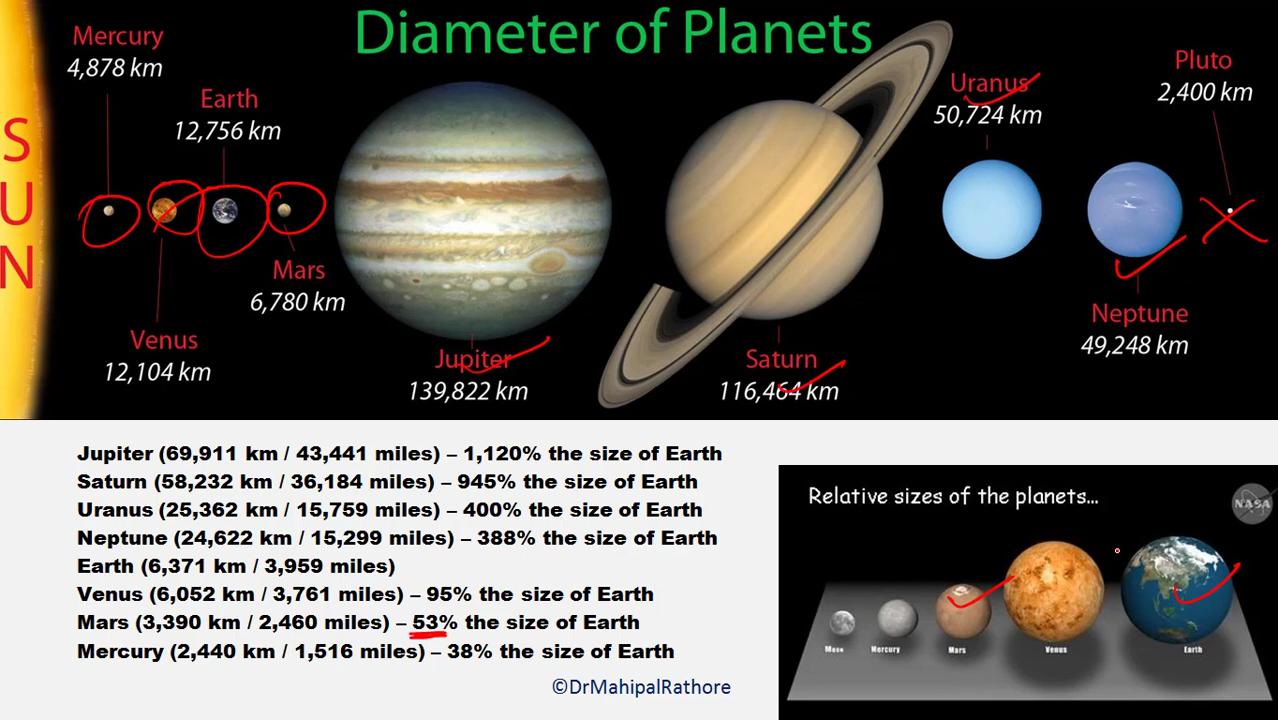 Diameter of Planets
SUN
Mercury
4,878 km
Earth
12,756 km
Venus
12,104 km
Mars
6,780 km
Jupiter
139,822 km
Saturn
116,464 km
Uranus
50,724 km
Neptune
49,248 km
Pluto
2,400 km
Jupiter (69,911 km / 43,441 miles) – 1,120% the size of Earth
Saturn (58,232 km / 36,184 miles) – 945% the size of Earth
Uranus (25,362 km / 15,759 miles) – 400% the size of Earth
Neptune (24,622 km / 15,299 miles) – 388% the size of Earth
Earth (6,371 km / 3,959 miles)
Venus (6,052 km / 3,761 miles) – 95% the size of Earth
Mars (3,390 km / 2,460 miles) – 53% the size of Earth
Mercury (2,440 km / 1,516 miles) – 38% the size of Earth
©DrMahipalRathore
Relative sizes of the planets...
NASA
Moon
Mercury
Mars
Venus
Earth